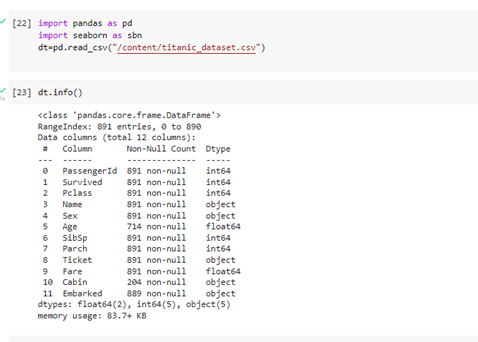 [22] import pandas as pd
import seaborn as sbn
dt=pd.read_csv("/content/titanic_dataset.csv")
[23] dt.info()
<class 'pandas.core.frame.DataFrame'>
RangeIndex: 891 entries, 0 to 890
Data columns (total 12 columns):
#   Column       Non-Null Count  Dtype
---  ------       --------------  -----
0   PassengerId  891 non-null    int64
1   Survived     891 non-null    int64
2   Pclass       891 non-null    int64
3   Name         891 non-null    object
4   Sex          891 non-null    object
5   Age          714 non-null    float64
6   SibSp        891 non-null    int64
7   Parch        891 non-null    int64
8   Ticket       891 non-null    object
9   Fare         891 non-null    float64
10  Cabin        204 non-null    object
11  Embarked     889 non-null    object
dtypes: float64(2), int64(5), object(5)
memory usage: 83.7+ KB